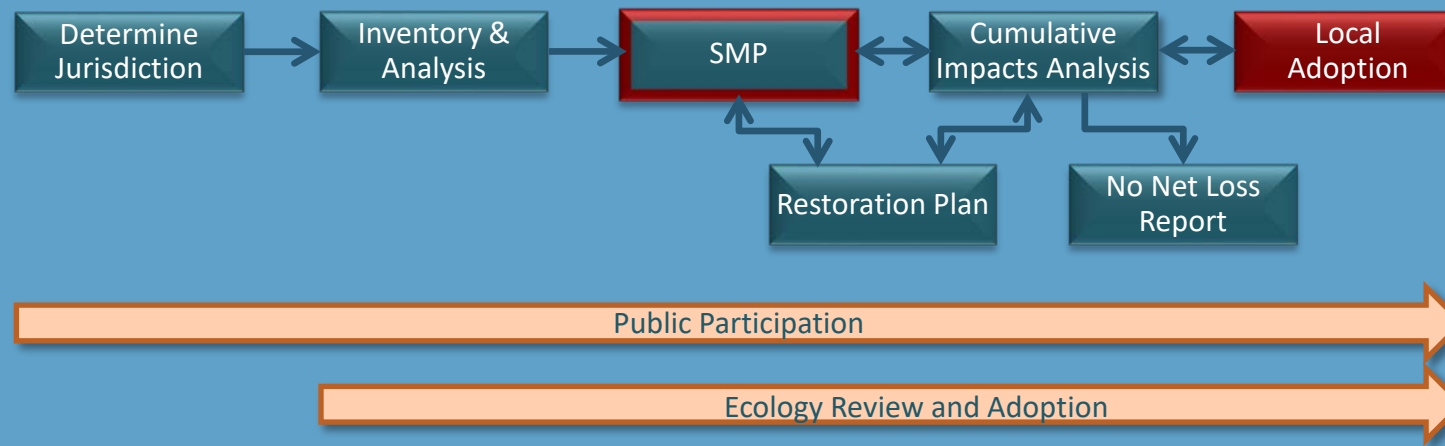 Determine
Jurisdiction
Inventory &
Analysis
SMP
Cumulative
Impacts Analysis
Local
Adoption
Restoration Plan
No Net Loss
Report
Public Participation
Ecology Review and Adoption